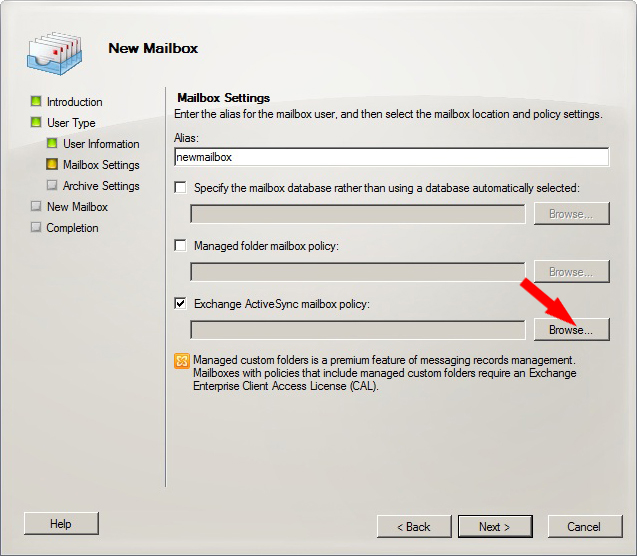 New Mailbox
Introduction
User Type
User Information
Mailbox Settings
Archive Settings
New Mailbox
Completion
Mailbox Settings
Enter the alias for the mailbox user, and then select the mailbox location and policy settings.
Alias:
newmailbox
Specify the mailbox database rather than using a database automatically selected:
Browse...
Managed folder mailbox policy:
Browse...
Exchange ActiveSync mailbox policy:
Browse...
Managed custom folders is a premium feature of messaging records management.
Mailboxes with policies that include managed custom folders require an Exchange
Enterprise Client Access License (CAL).
Help
< Back
Next >
Cancel